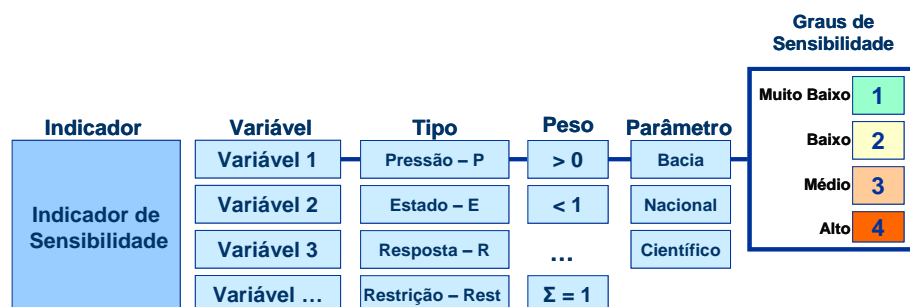 Graus de
Sensibilidade
Muito Baixo 1
Baixo 2
Médio 3
Alto 4
Indicador Variável Tipo Peso Parâmetro
Indicador de
Sensibilidade
Variável 1 Pressão – P > 0 Bacia
Variável 2 Estado – E < 1 Nacional
Variável 3 Resposta – R ... Científico
Variável ... Restrição – Rest Σ = 1